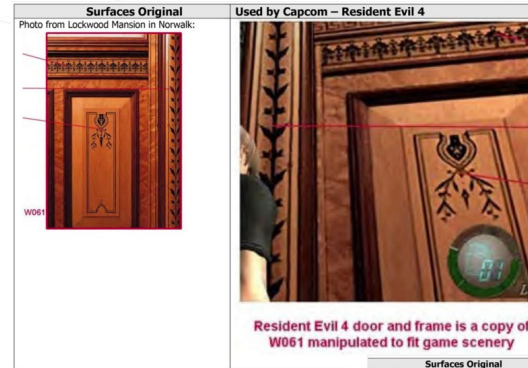 Surfaces Original
Used by Capcom – Resident Evil 4
Photo from Lockwood Mansion in Norwalk:
W061
01
Resident Evil 4 door and frame is a copy of
W061 manipulated to fit game scenery
Surfaces Original